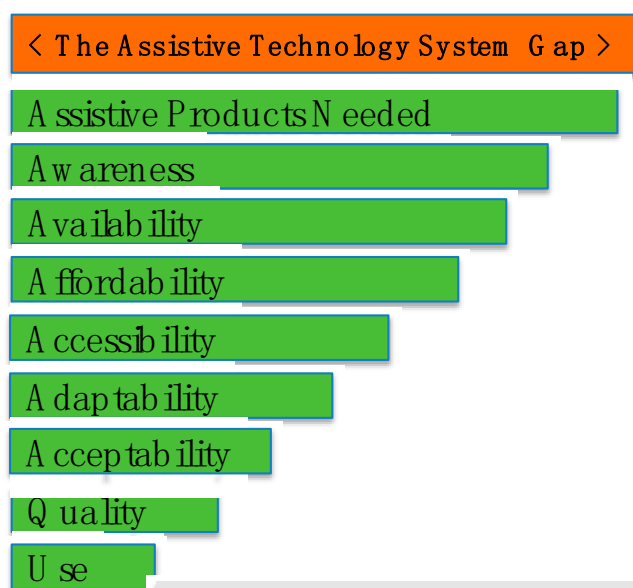 < The Assistive Technology System Gap >
Assistive Products Needed
Awareness
Availability
Affordability
Accessibility
Adaptability
Acceptability
Quality
Use